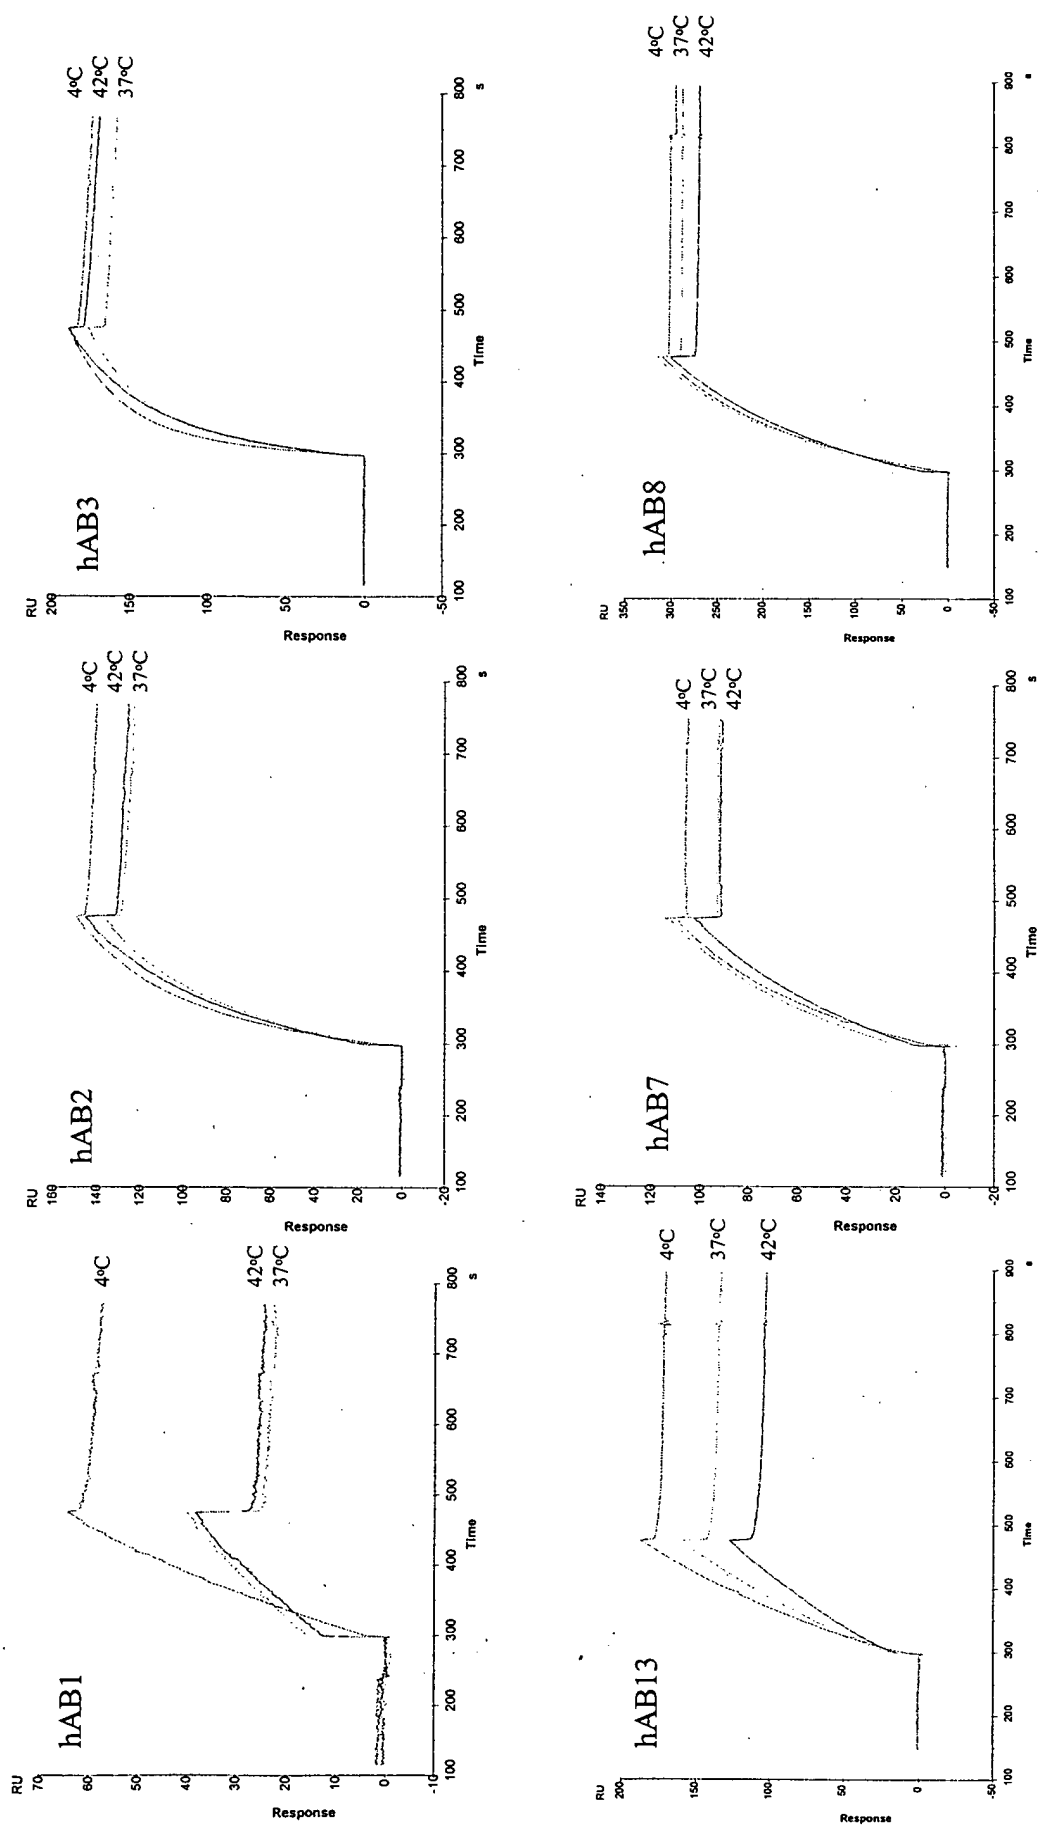 hAB1
RU
70
60
50
40
30
20
10
0
-10
Response
100
200
300
400
500
600
700
800
s
Time
4°C
42°C
37°C
hAB2
RU
160
140
120
100
80
60
40
20
0
-20
Response
100
200
300
400
500
600
700
800
s
Time
4°C
42°C
37°C
hAB3
RU
200
150
100
50
0
-50
Response
100
200
300
400
500
600
700
800
s
Time
4°C
42°C
37°C
hAB13
RU
200
150
100
50
0
-50
Response
100
200
300
400
500
600
700
800
900
s
Time
4°C
37°C
42°C
hAB7
RU
140
120
100
80
60
40
20
0
-20
Response
100
200
300
400
500
600
700
800
s
Time
4°C
37°C
42°C
hAB8
RU
350
300
250
200
150
100
50
0
-50
Response
100
200
300
400
500
600
700
800
900
s
Time
4°C
37°C
42°C